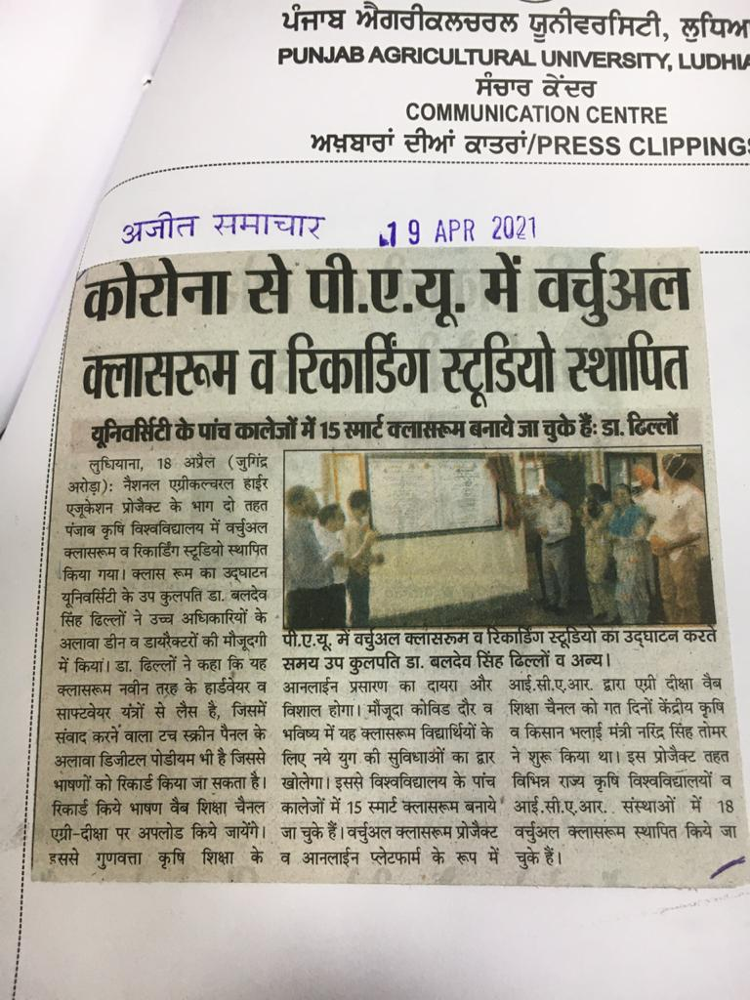 ਪੰਜਾਬ ਐਗਰੀਕਲਚਰਲ ਯੂਨੀਵਰਸਿਟੀ,
PUNJAB AGRICULTURAL UNIVERSITY,
ਸੰਚਾਰ ਕੇਂਦਰ
COMMUNICATION CENTRE
ਅਖ਼ਬਾਰਾਂ ਦੀਆਂ ਕਾਤਰਾਂ/PRESS CLIPPINGS
अजीत समाचार 19 APR 2021
कोरोना से पी.ए.यू. में वर्चुअल
क्लासरूम व रिकार्डिंग स्टूडियो स्थापित
यूनिवर्सिटी के पांच कालेजों में 15 स्मार्ट क्लासरूम बनाये जा चुके हैं: डा. ढिल्लों
लुधियाना, 18 अप्रैल (जुगिंद्र
अरोड़ा): नैशनल एग्रीकल्चरल हाईर
एजूकेशन प्रोजैक्ट के भाग दो तहत
पंजाब कृषि विश्वविद्यालय में वर्चुअल
क्लासरूम व रिकार्डिंग स्टूडियो स्थापित
किया गया। क्लास रूम का उद्घाटन
यूनिवर्सिटी के उप कुलपति डा. बलदेव
सिंह ढिल्लों ने उच्च अधिकारियों के
अलावा डीन व डायरैक्टरों की मौजूदगी
में किया। डा. ढिल्लों ने कहा कि यह
क्लासरूम नवीन तरह के हार्डवेयर व
साफ्टवेयर यंत्रों से लैस है, जिसमें
संवाद करने वाला टच स्क्रीन पैनल के
अलावा डिजीटल पोडीयम भी है जिससे
भाषणों को रिकार्ड किया जा सकता है।
रिकार्ड किये भाषण वैब शिक्षा चैनल
एग्री-दीक्षा पर अपलोड किये जायेंगे।
इससे गुणवत्ता कृषि शिक्षा के
पी.ए.यू. में वर्चुअल क्लासरूम व रिकार्डिंग स्टूडियो का उद्घाटन करते
समय उप कुलपति डा. बलदेव सिंह ढिल्लों व अन्य।
आनलाईन प्रसारण का दायरा और
विशाल होगा। मौजूदा कोविड दौर व
भविष्य में यह क्लासरूम विद्यार्थियों के
लिए नये युग की सुविधाओं का द्वार
खोलेगा। इससे विश्वविद्यालय के पांच
कालेजों में 15 स्मार्ट क्लासरूम बनाये
जा चुके हैं। वर्चुअल क्लासरूम प्रोजैक्ट
व आनलाईन प्लेटफार्म के रूप में
आई.सी.ए.आर. द्वारा एग्री दीक्षा वैब
शिक्षा चैनल को गत दिनों केंद्रीय कृषि
व किसान भलाई मंत्री नरिंद्र सिंह तोमर
ने शुरू किया था। इस प्रोजैक्ट तहत
विभिन्न राज्य कृषि विश्वविद्यालयों व
आई.सी.ए.आर. संस्थाओं में 18
वर्चुअल क्लासरूम स्थापित किये जा
चुके हैं।